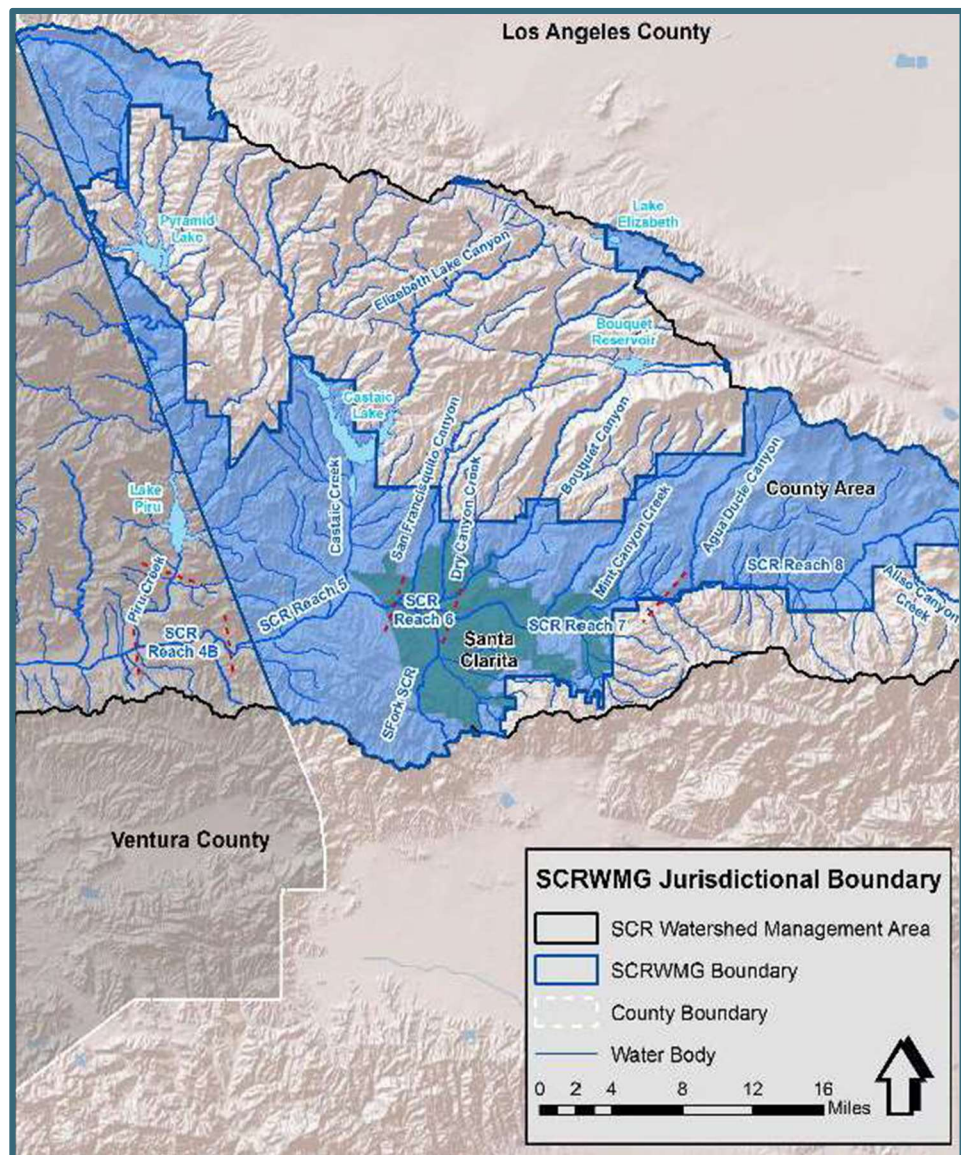 Los Angeles County
Lake
Elizabeth
Pyramid
Lake
Elizebeth Lake Canyon
Bouquet
Reservoir
Castaic
Lake
San Francisquito Canyon
Bouquet Canyon
Agua Dulcie Canyon
County Area
Lake
Piru
Castaic Creek
Dry Canyon Creek
Mint Canyon Creek
Piru Creek
SCR Reach 5
SCR Reach 8
Aliso Canyon
Creek
SCR
Reach 4B
SCR
Reach 6
SCR Reach 7
Santa
Clarita
SFork SCR
Ventura County
SCRWMG Jurisdictional Boundary
SCR Watershed Management Area
SCRWMG Boundary
County Boundary
Water Body
0 2 4 8 12 16
Miles